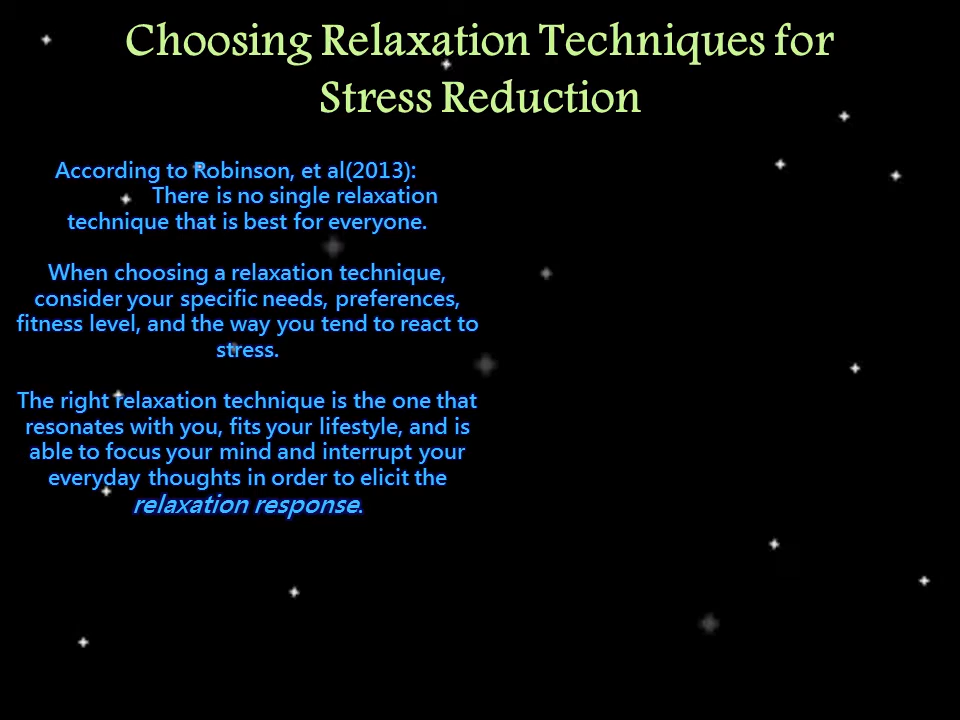 Choosing Relaxation Techniques for
Stress Reduction
According to Robinson, et al(2013):
There is no single relaxation
technique that is best for everyone.
When choosing a relaxation technique,
consider your specific needs, preferences,
fitness level, and the way you tend to react to
stress.
The right relaxation technique is the one that
resonates with you, fits your lifestyle, and is
able to focus your mind and interrupt your
everyday thoughts in order to elicit the
relaxation response.